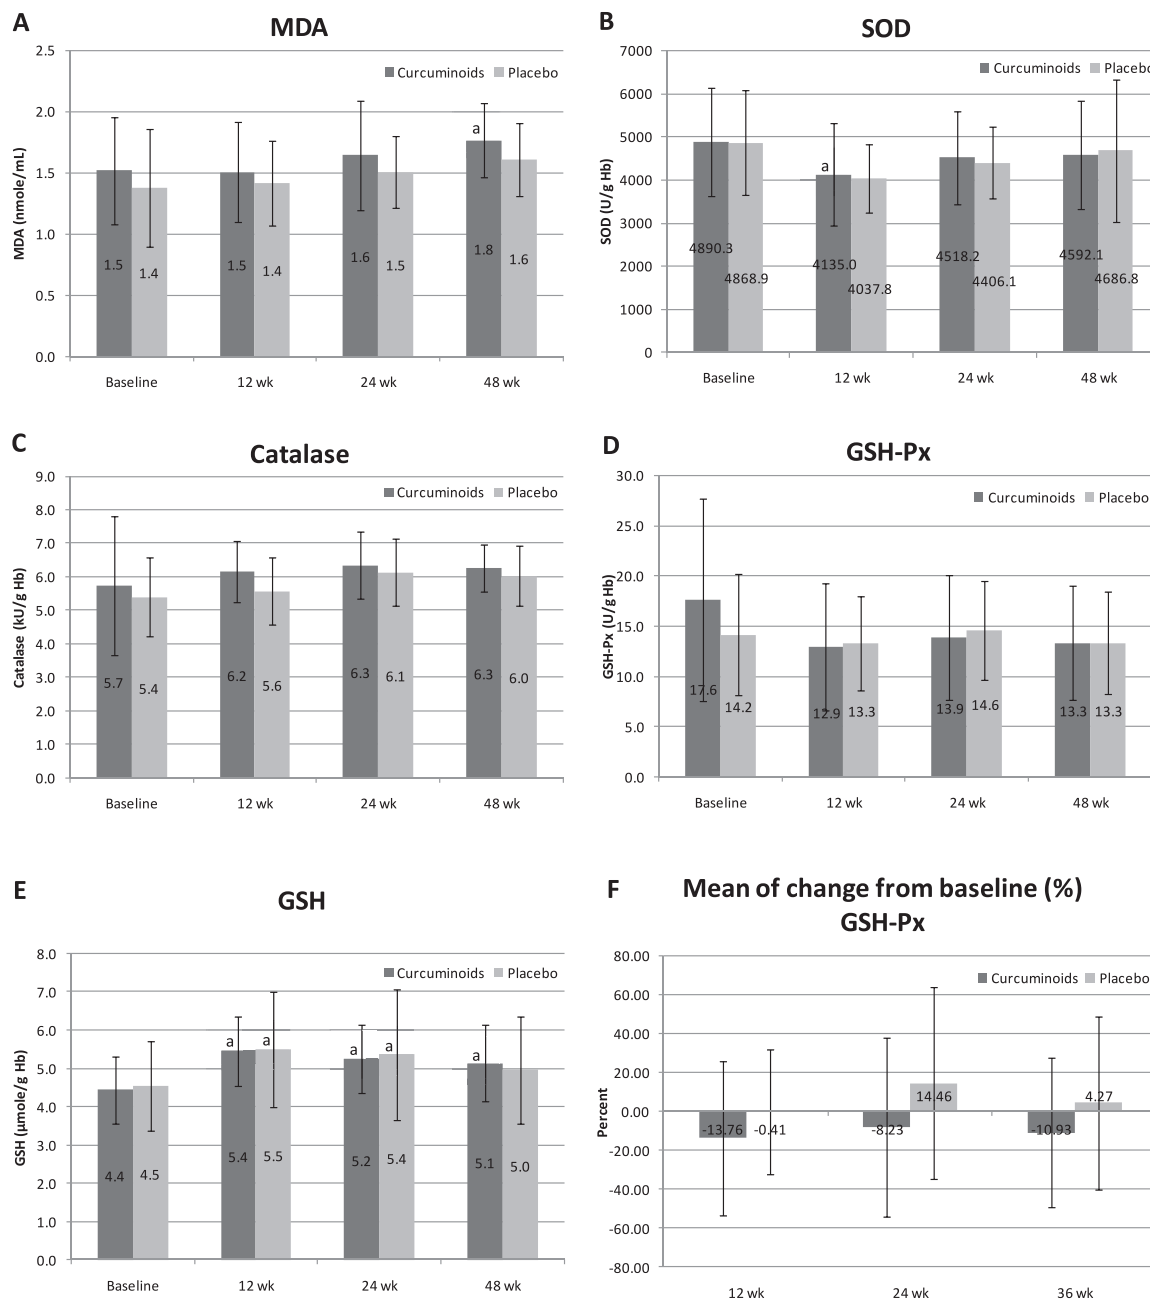 A
MDA
2.5
2.0
1.5
1.0
0.5
0.0
MDA (nmole/mL)
Curcuminoids Placebo
a
1.5 1.4 1.5 1.4 1.6 1.5 1.8 1.6
Baseline 12 wk 24 wk 48 wk
B
SOD
7000
6000
5000
4000
3000
2000
1000
0
SOD (U/g Hb)
Curcuminoids Placebo
a
4890.3 4868.9 4135.0 4037.8 4518.2 4406.1 4592.1 4686.8
Baseline 12 wk 24 wk 48 wk
C
Catalase
9.0
8.0
7.0
6.0
5.0
4.0
3.0
2.0
1.0
0.0
Catalase (kU/g Hb)
Curcuminoids Placebo
5.7 5.4 6.2 5.6 6.3 6.1 6.3 6.0
Baseline 12 wk 24 wk 48 wk
D
GSH-Px
30.0
25.0
20.0
15.0
10.0
5.0
0.0
GSH-Px (U/g Hb)
Curcuminoids Placebo
17.6 14.2 12.9 13.3 13.9 14.6 13.3 13.3
Baseline 12 wk 24 wk 48 wk
E
GSH
8.0
7.0
6.0
5.0
4.0
3.0
2.0
1.0
0.0
GSH (μmole/g Hb)
Curcuminoids Placebo
a a a a a
4.4 4.5 5.4 5.5 5.2 5.4 5.1 5.0
Baseline 12 wk 24 wk 48 wk
F
Mean of change from baseline (%)
GSH-Px
80.00
60.00
40.00
20.00
0.00
-20.00
-40.00
-60.00
-80.00
Percent
Curcuminoids Placebo
-13.76 -0.41 -8.23 14.46 -10.93 4.27
12 wk 24 wk 36 wk